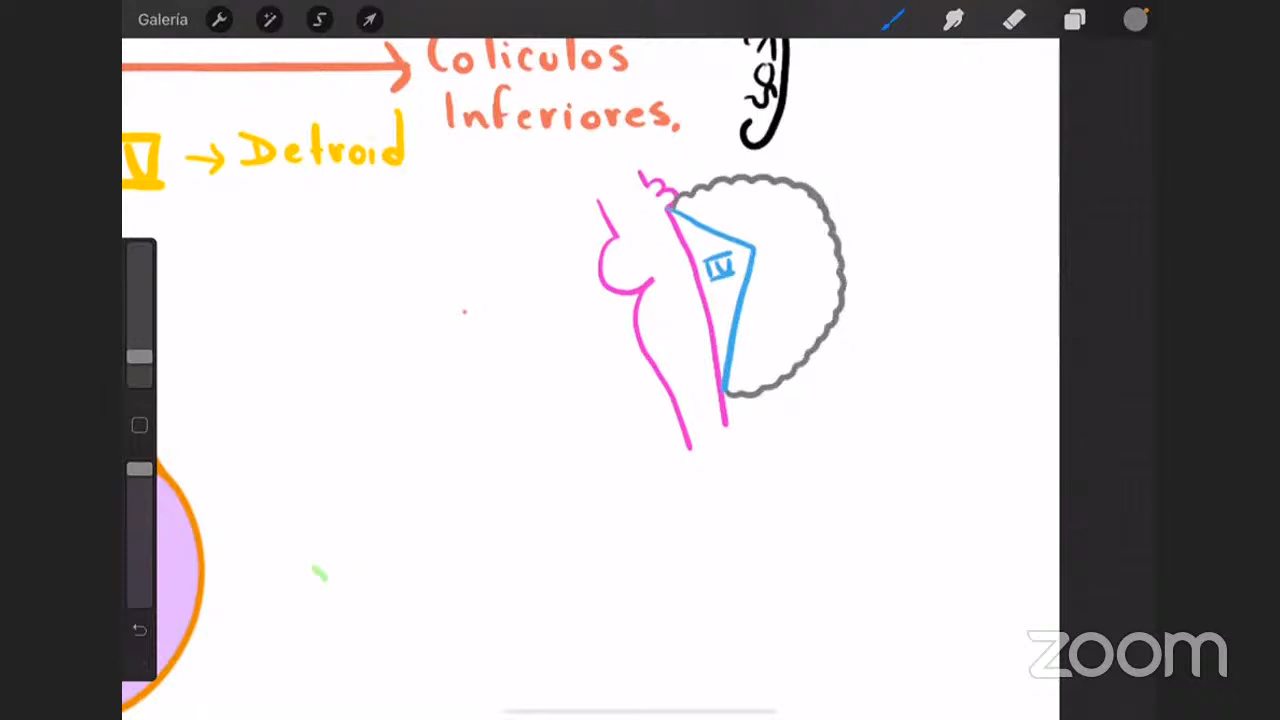 Galería
Coliculos
Inferiores.
IV → Detroid
IV
zoom